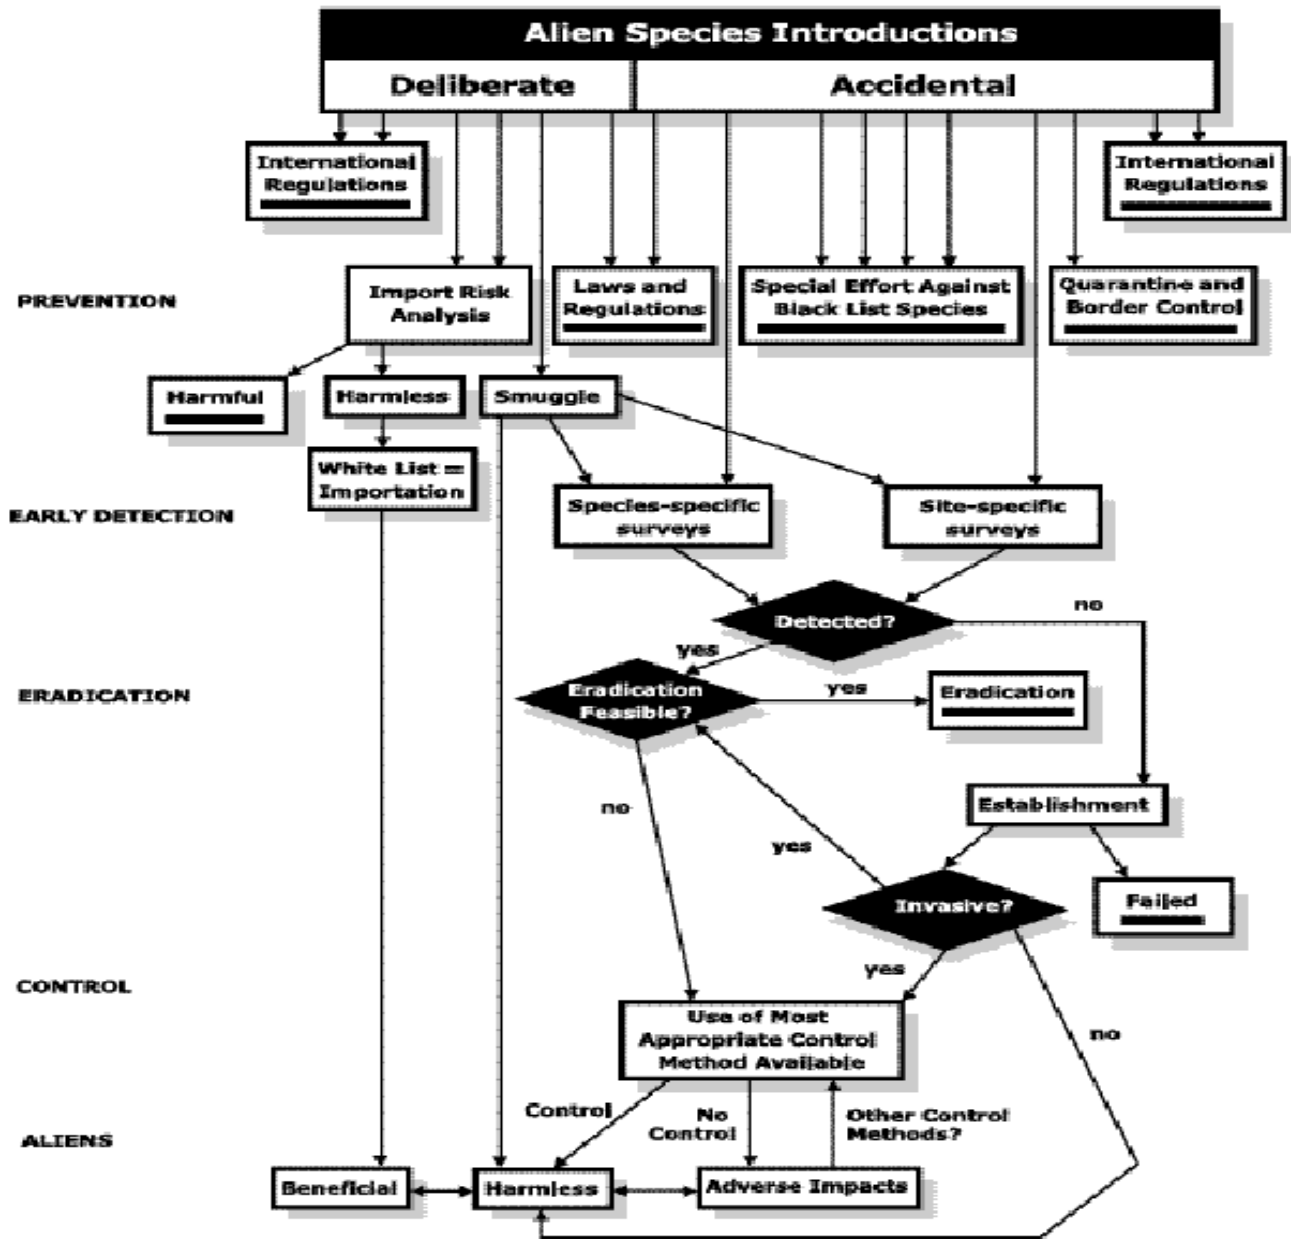 Alien Species Introductions
Deliberate
Accidental
International
Regulations
International
Regulations
PREVENTION
Import Risk
Analysis
Laws and
Regulations
Special Effort Against
Black List Species
Quarantine and
Border Control
Harmful
Harmless
Smuggle
White List =
Importation
EARLY DETECTION
Species-specific
surveys
Site-specific
surveys
Detected?
no
yes
ERADICATION
Eradication
Feasible?
yes
Eradication
no
yes
Establishment
Invasive?
Failed
yes
no
CONTROL
Use of Most
Appropriate Control
Method Available
Control
No
Control
Other Control
Methods?
ALIENS
Beneficial
Harmless
Adverse Impacts